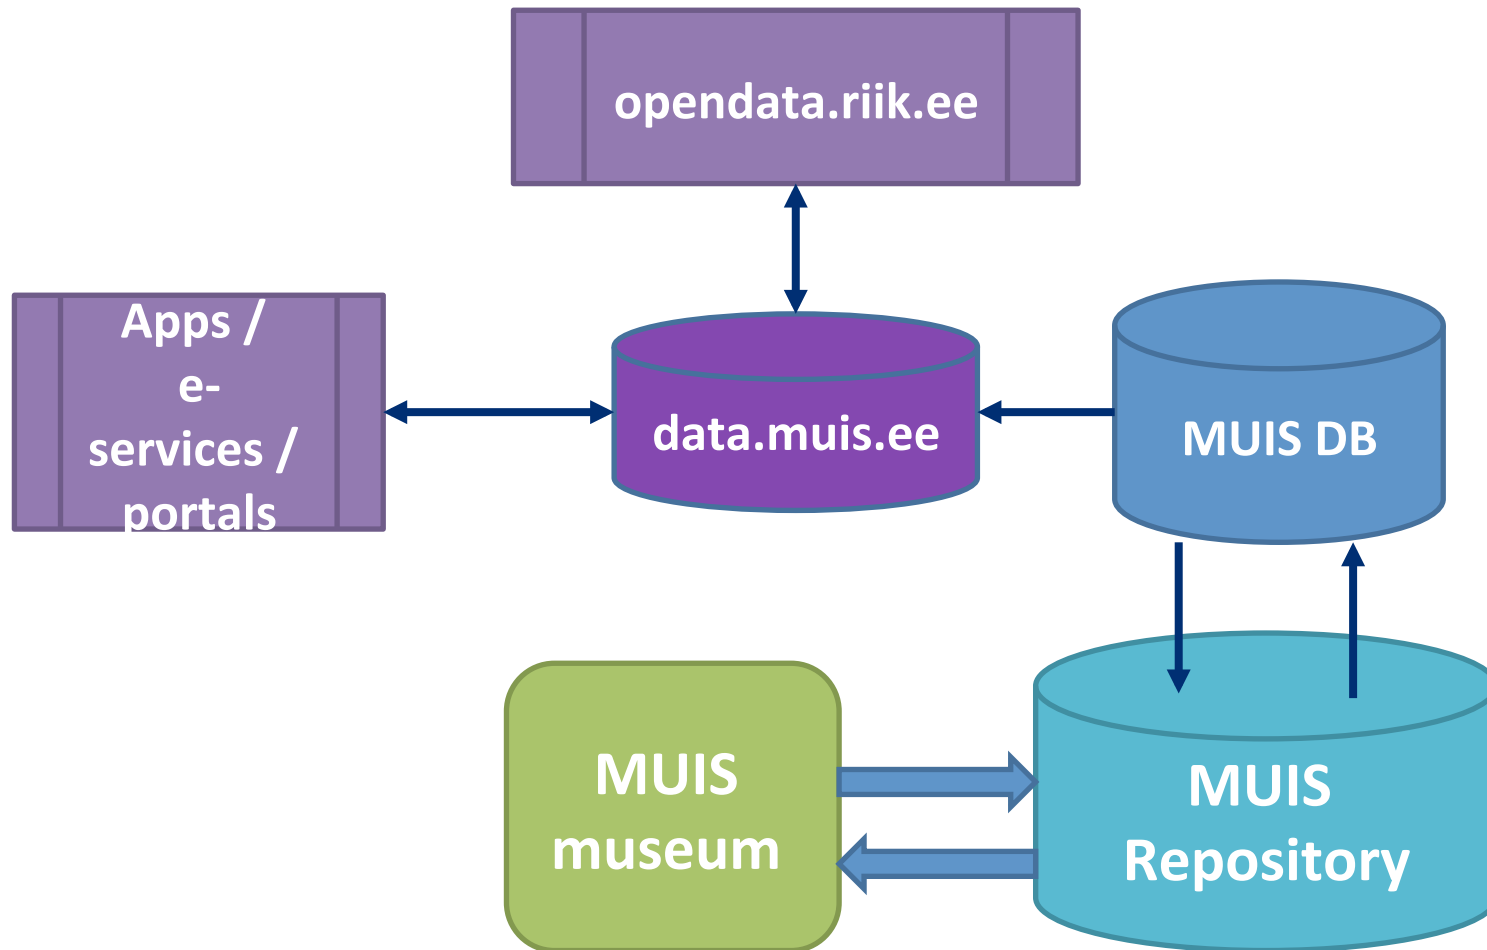 opendata.riik.ee
Apps /
e-
services /
portals
data.muis.ee
MUIS DB
MUIS
museum
MUIS
Repository